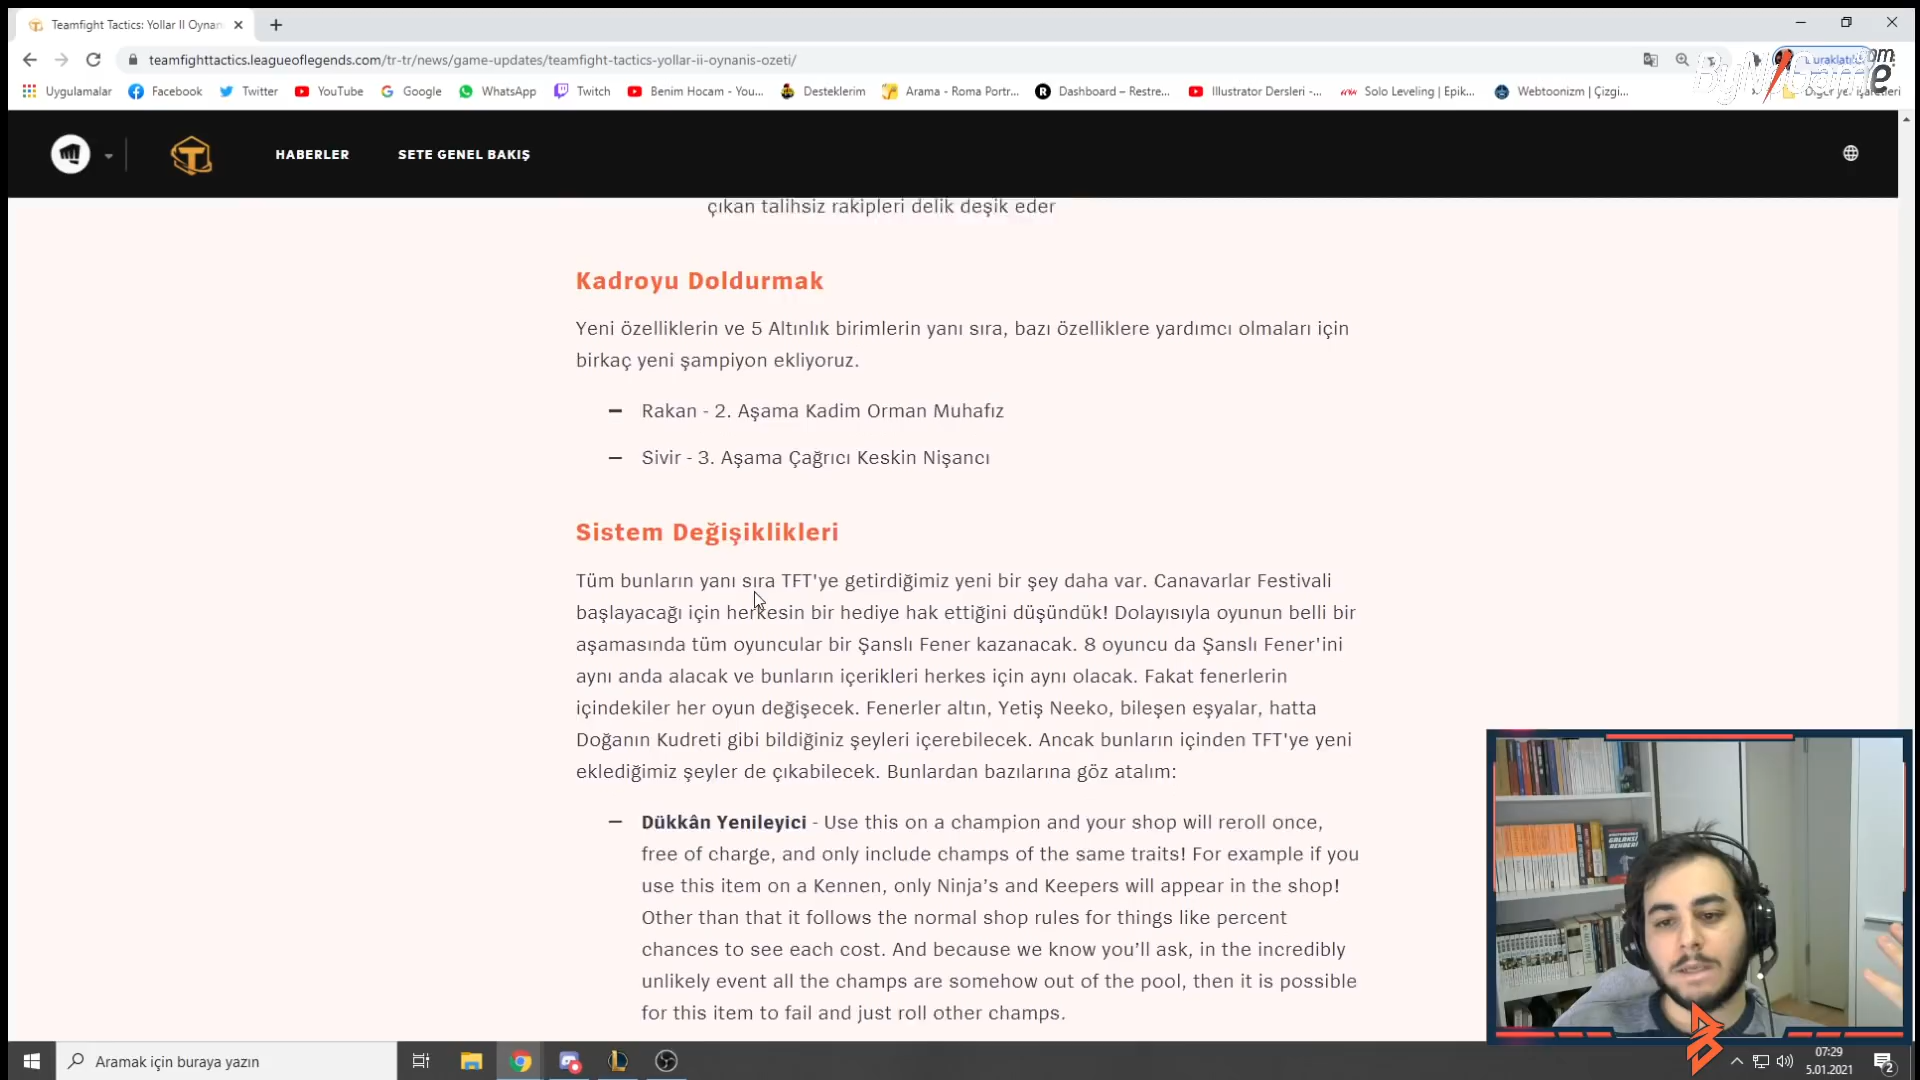 Teamfight Tactics: Yollar II Oynan
teamfighttactics.leagueoflegends.com/tr-tr/news/game-updates/teamfight-tactics-yollar-ii-oynanis-ozeti/
Uygulamalar Facebook Twitter YouTube Google WhatsApp Twitch Benim Hocam - You... Desteklerim Arama - Roma Portr... Dashboard – Restre... Illustrator Dersleri -... Solo Leveling | Epik... Webtoonizm | Çizgi...
HABERLER SETE GENEL BAKIŞ
çıkan talihsiz rakipleri delik deşik eder
Kadroyu Doldurmak
Yeni özelliklerin ve 5 Altınlık birimlerin yanı sıra, bazı özelliklere yardımcı olmaları için
birkaç yeni şampiyon ekliyoruz.
Rakan - 2. Aşama Kadim Orman Muhafız
Sivir - 3. Aşama Çağrıcı Keskin Nişancı
Sistem Değişiklikleri
Tüm bunların yanı sıra TFT'ye getirdiğimiz yeni bir şey daha var. Canavarlar Festivali
başlayacağı için herkesin bir hediye hak ettiğini düşündük! Dolayısıyla oyunun belli bir
aşamasında tüm oyuncular bir Şanslı Fener kazanacak. 8 oyuncu da Şanslı Fener'ini
aynı anda alacak ve bunların içerikleri herkes için aynı olacak. Fakat fenerlerin
içindekiler her oyun değişecek. Fenerler altın, Yetiş Neeko, bileşen eşyalar, hatta
Doğanın Kudreti gibi bildiğiniz şeyleri içerebilecek. Ancak bunların içinden TFT'ye yeni
eklediğimiz şeyler de çıkabilecek. Bunlardan bazılarına göz atalım:
Dükkân Yenileyici - Use this on a champion and your shop will reroll once,
free of charge, and only include champs of the same traits! For example if you
use this item on a Kennen, only Ninja's and Keepers will appear in the shop!
Other than that it follows the normal shop rules for things like percent
chances to see each cost. And because we know you'll ask, in the incredibly
unlikely event all the champs are somehow out of the pool, then it is possible
for this item to fail and just roll other champs.
Aramak için buraya yazın
07:29
5.01.2021
2